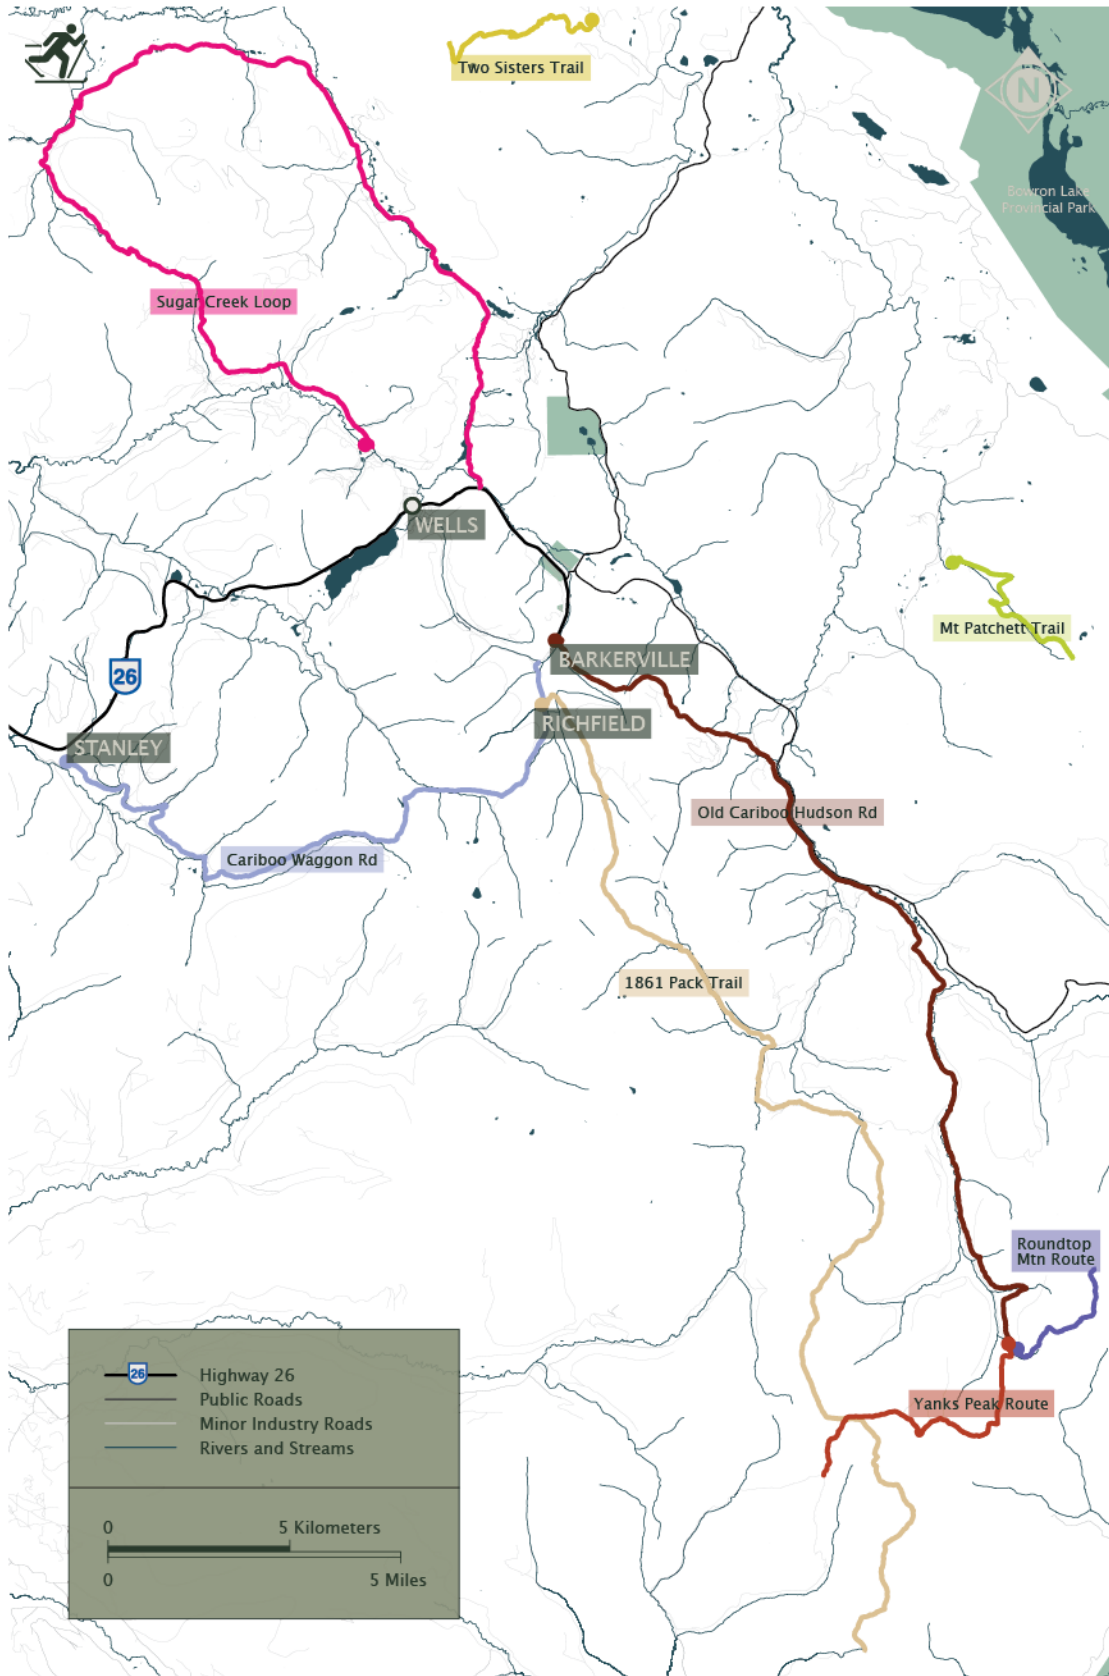 Two Sisters Trail
N
Bowron Lake
Provincial Park
Sugar Creek Loop
WELLS
Mt Patchett Trail
BARKERVILLE
26
RICHFIELD
STANLEY
Old Cariboo Hudson Rd
Cariboo Waggon Rd
1861 Pack Trail
Roundtop
Mtn Route
Yanks Peak Route
26
Highway 26
Public Roads
Minor Industry Roads
Rivers and Streams
0 5 Kilometers
0 5 Miles